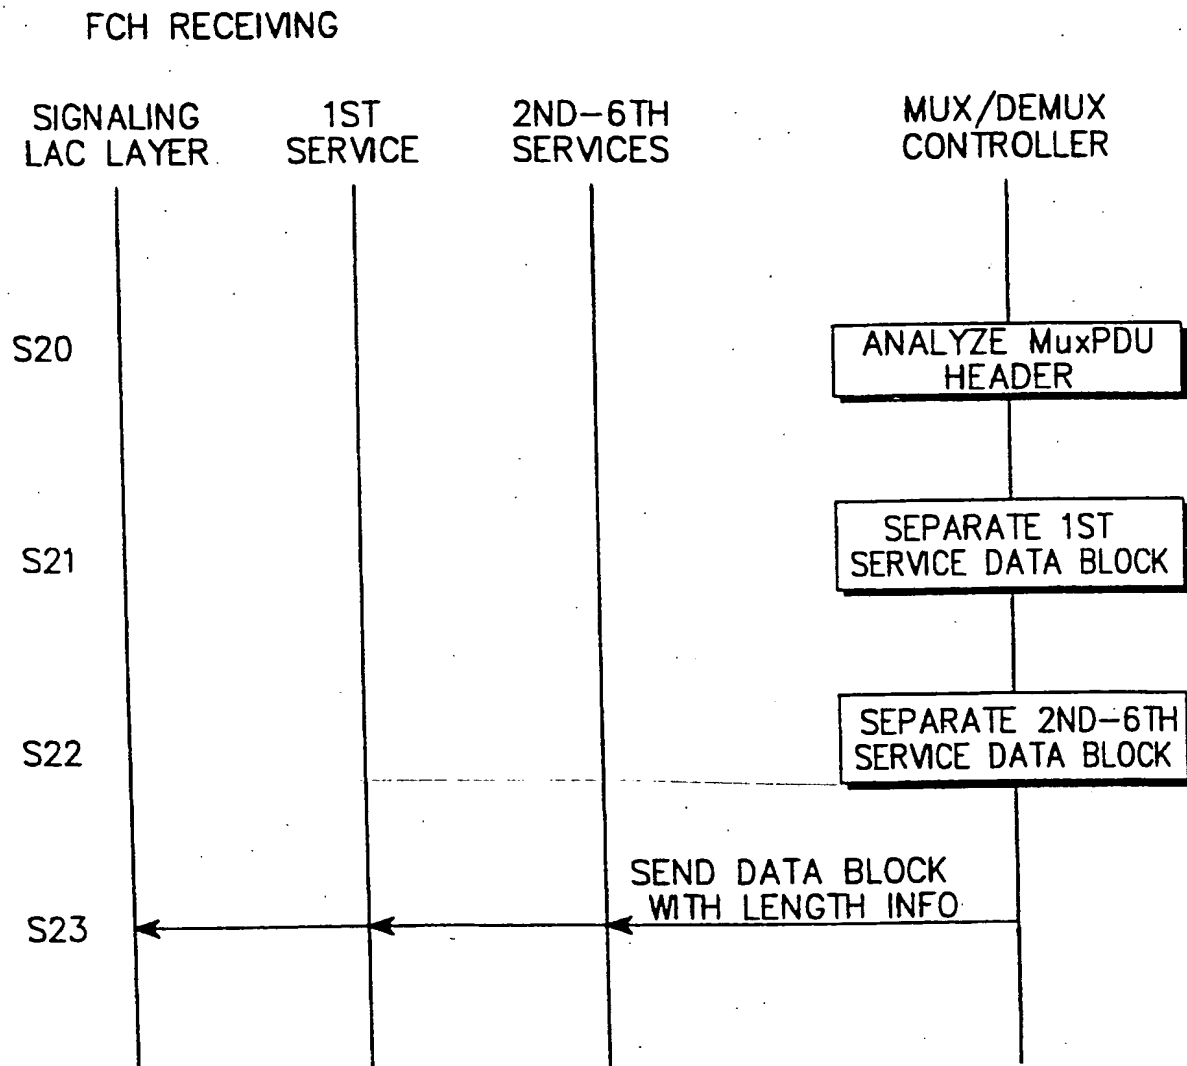 FCH RECEIVING
SIGNALING
LAC LAYER
1ST
SERVICE
2ND-6TH
SERVICES
MUX/DEMUX
CONTROLLER
S20
ANALYZE MuxPDU
HEADER
S21
SEPARATE 1ST
SERVICE DATA BLOCK
S22
SEPARATE 2ND-6TH
SERVICE DATA BLOCK
SEND DATA BLOCK
WITH LENGTH INFO
S23